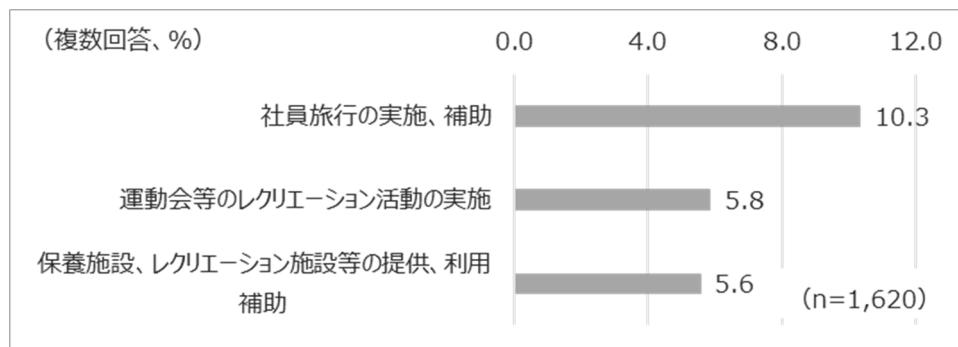 （複数回答、%）
0.0 4.0 8.0 12.0
社員旅行の実施、補助
10.3
運動会等のレクリエーション活動の実施
5.8
保養施設、レクリエーション施設等の提供、利用
補助
5.6
（n=1,620）